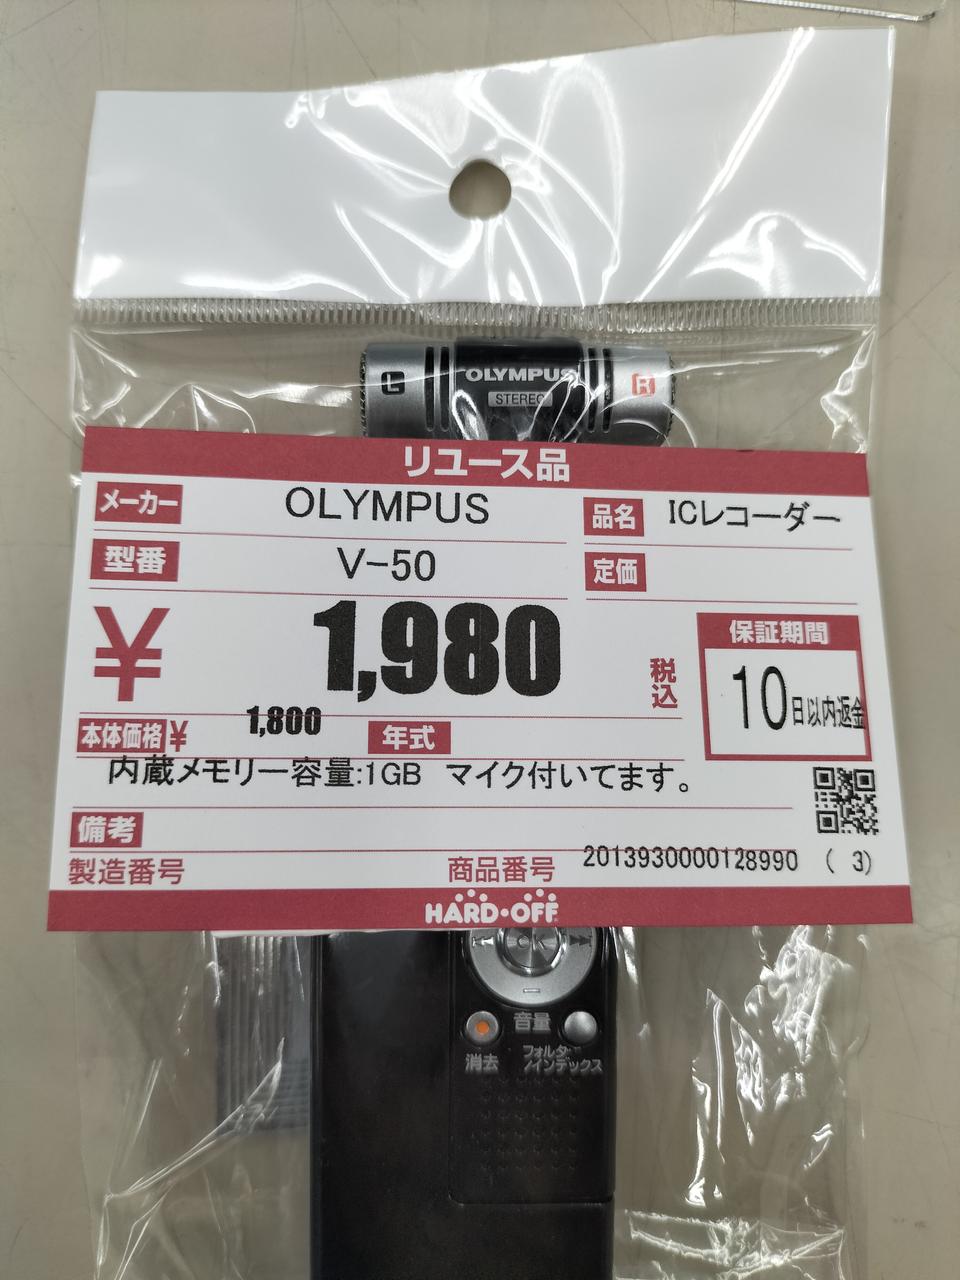 L OLYMPUS R
STEREO
リユース品
メーカー OLYMPUS 品名 ICレコーダー
型番 V-50 定価
¥ 1,980 税込 保証期間
10日以内返金
本体価格¥ 1,800 年式
内蔵メモリー容量:1GB マイク付いてます。
備考
製造番号 商品番号 2013930000128990 ( 3)
HARD・OFF
OK
音量
消去 フォルダ
/インデックス